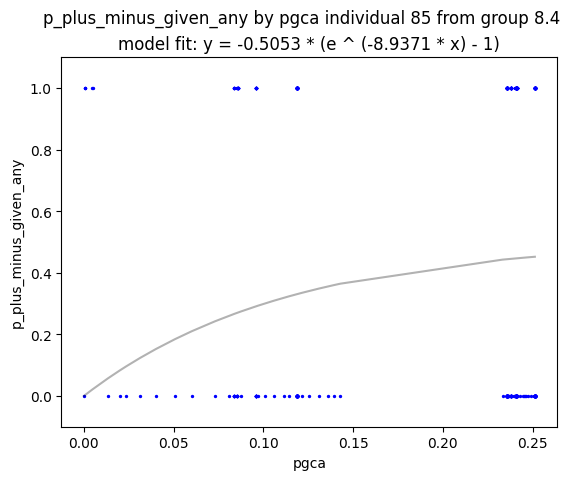 p_plus_minus_given_any by pgca individual 85 from group 8.4
model fit: y = -0.5053 * (e ^ (-8.9371 * x) - 1)
p_plus_minus_given_any
1.0
0.8
0.6
0.4
0.2
0.0
0.00 0.05 0.10 0.15 0.20 0.25
pgca